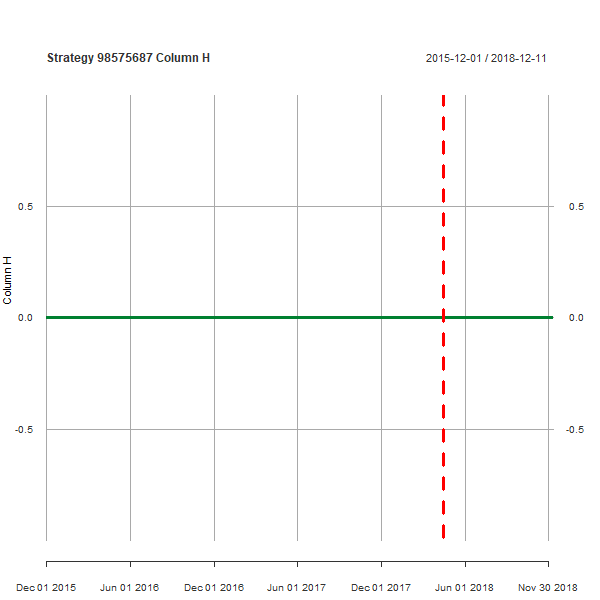 Strategy 98575687 Column H
2015-12-01 / 2018-12-11
0.5
0.5
Column H
0.0
0.0
-0.5
-0.5
Dec 01 2015
Jun 01 2016
Dec 01 2016
Jun 01 2017
Dec 01 2017
Jun 01 2018
Nov 30 2018